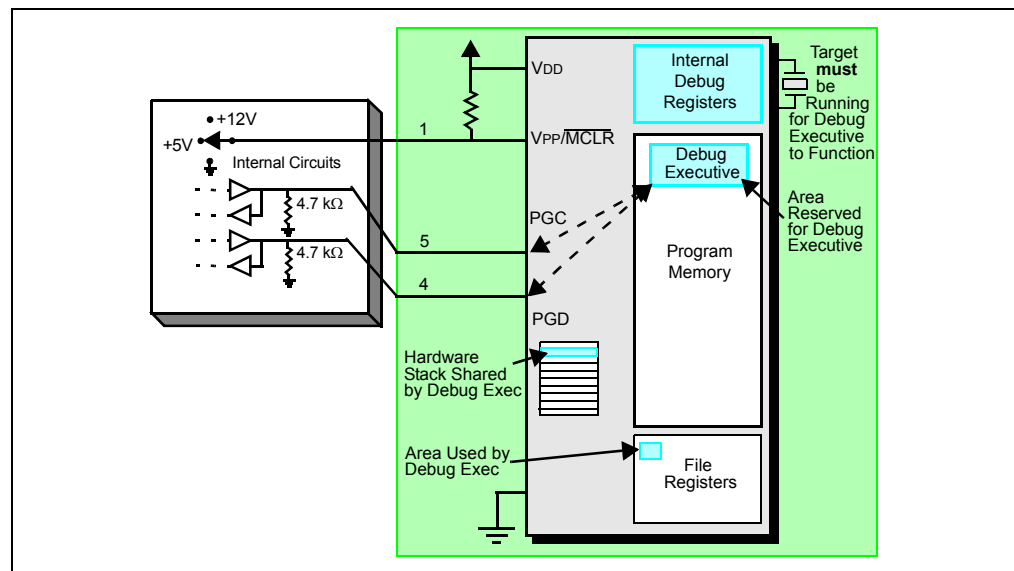 +12V
+5V
Internal Circuits
4.7 kΩ
4.7 kΩ
1
5
4
VDD
VPP/MCLR
PGC
PGD
Internal
Debug
Registers
Target
must
be
Running
for Debug
Executive
to Function
Debug
Executive
Area
Reserved
for Debug
Executive
Program
Memory
Hardware
Stack Shared
by Debug Exec
Area Used by
Debug Exec
File
Registers